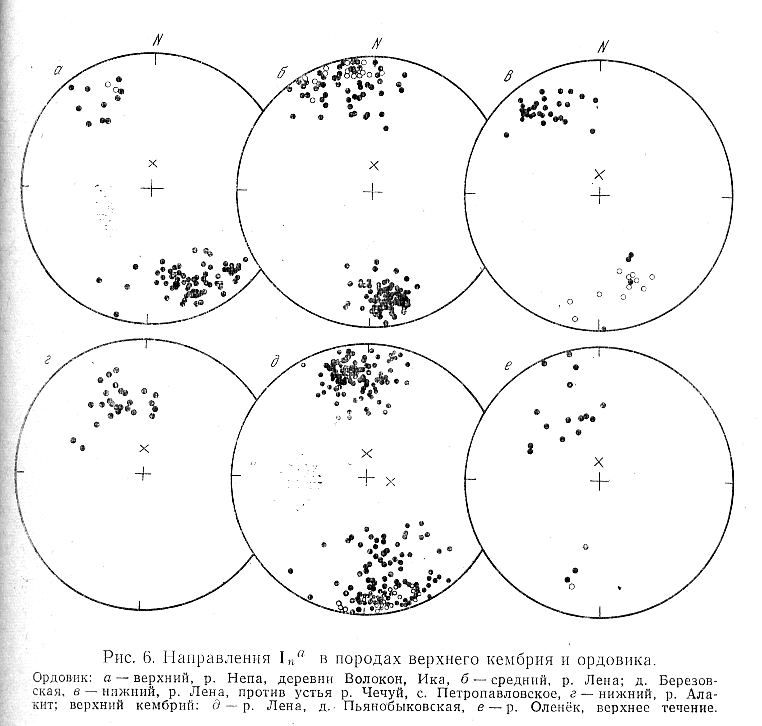 N
N
N
а
б
в
г
д
е
Рис. 6. Направления Iₙᵃ в породах верхнего кембрия и ордовика.
Ордовик: а — верхний, р. Непа, деревни Волокон, Ика, б — средний, р. Лена; д. Березов-
ская, в — нижний, р. Лена, против устья р. Чечуй, с. Петропавловское, г — нижний, р. Ала-
кит; верхний кембрий: д — р. Лена, д. Пьянобыковская, е — р. Оленёк, верхнее течение.